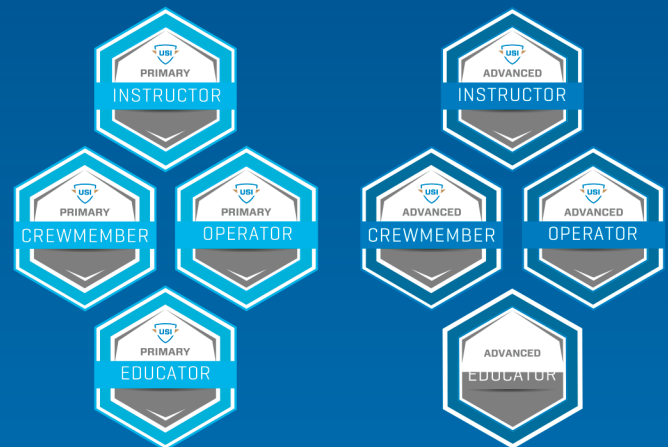 USI
PRIMARY
INSTRUCTOR
USI
ADVANCED
INSTRUCTOR
USI
PRIMARY
CREWMEMBER
USI
PRIMARY
OPERATOR
USI
ADVANCED
CREWMEMBER
USI
ADVANCED
OPERATOR
USI
PRIMARY
EDUCATOR
ADVANCED
EDUCATOR